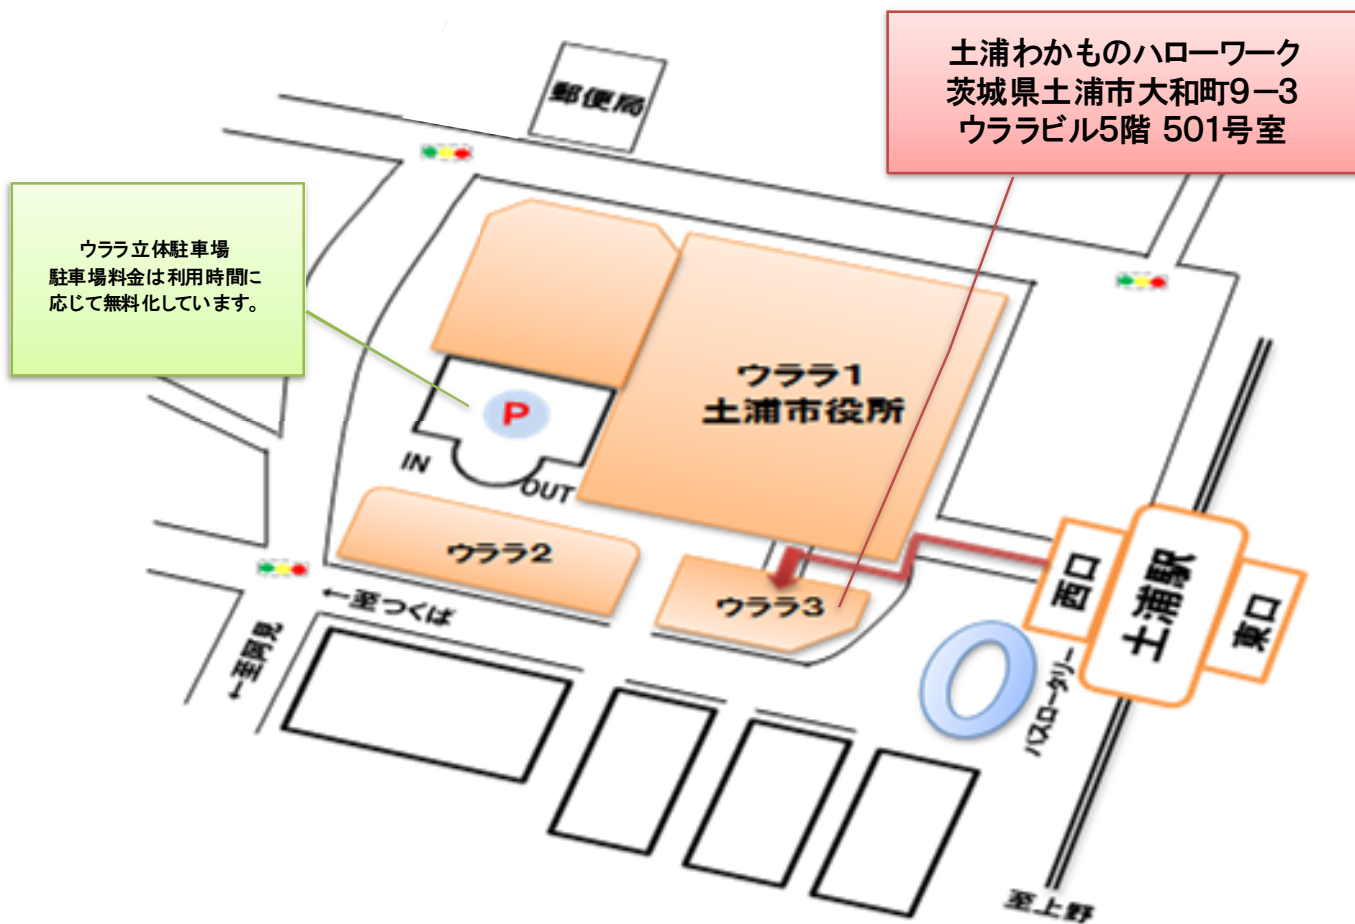 土浦わかものハローワーク
茨城県土浦市大和町9－3
ウララビル5階 501号室
郵便局
ウララ立体駐車場
駐車場料金は利用時間に
応じて無料化しています。
ウララ1
土浦市役所
P
IN
OUT
ウララ2
ウララ3
西口
土浦駅
東口
←至つくば
←至阿見
バスロータリー
至上野